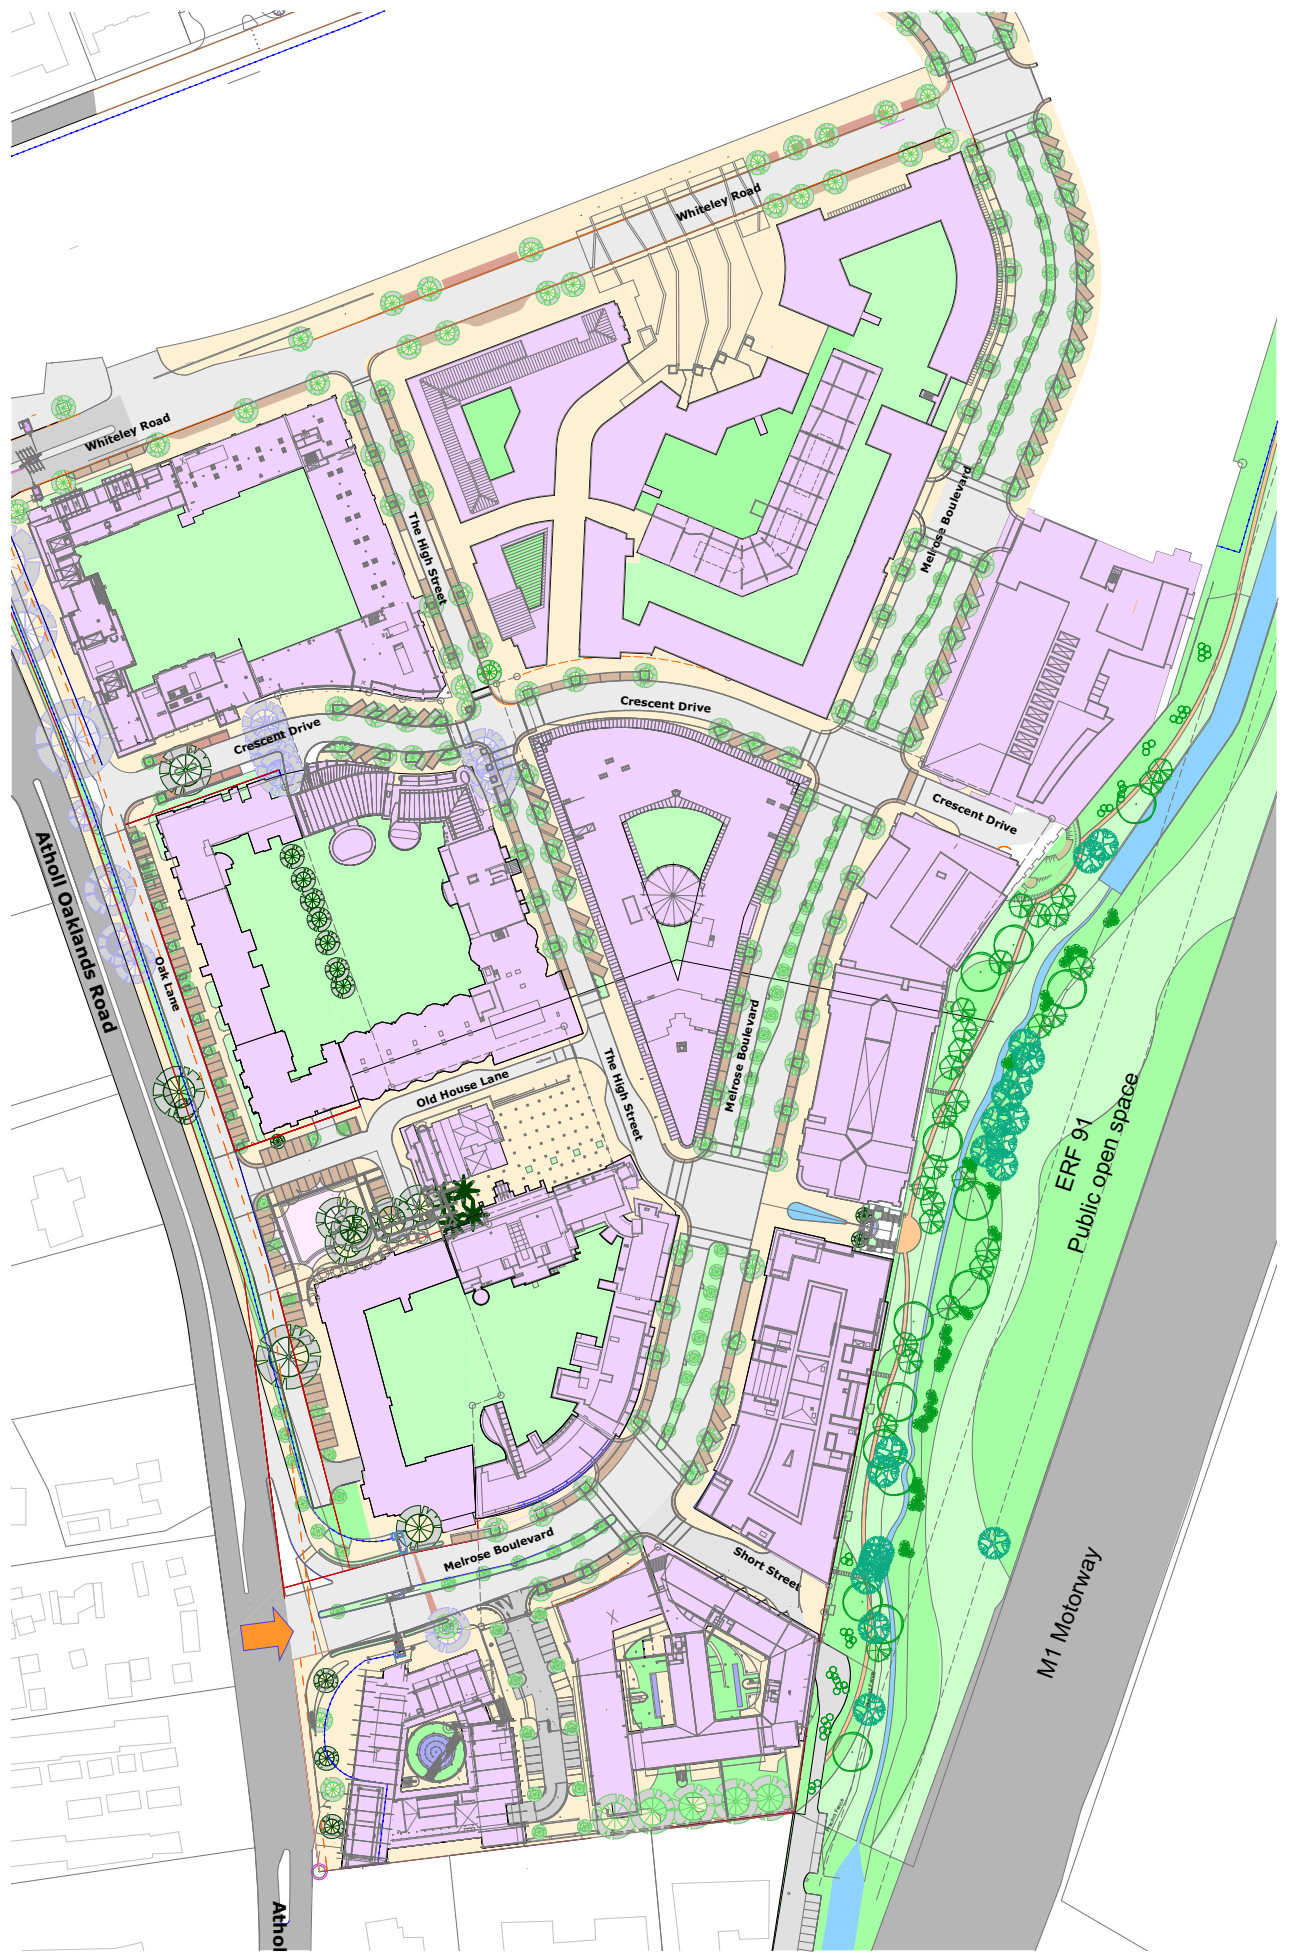 Whiteley Road
Whiteley Road
The High Street
Melrose Boulevard
Crescent Drive
Crescent Drive
Crescent Drive
Atholl Oaklands Road
Oak Lane
Old House Lane
The High Street
Melrose Boulevard
ERF 91
Public open space
Melrose Boulevard
Short Street
M1 Motorway
Athol